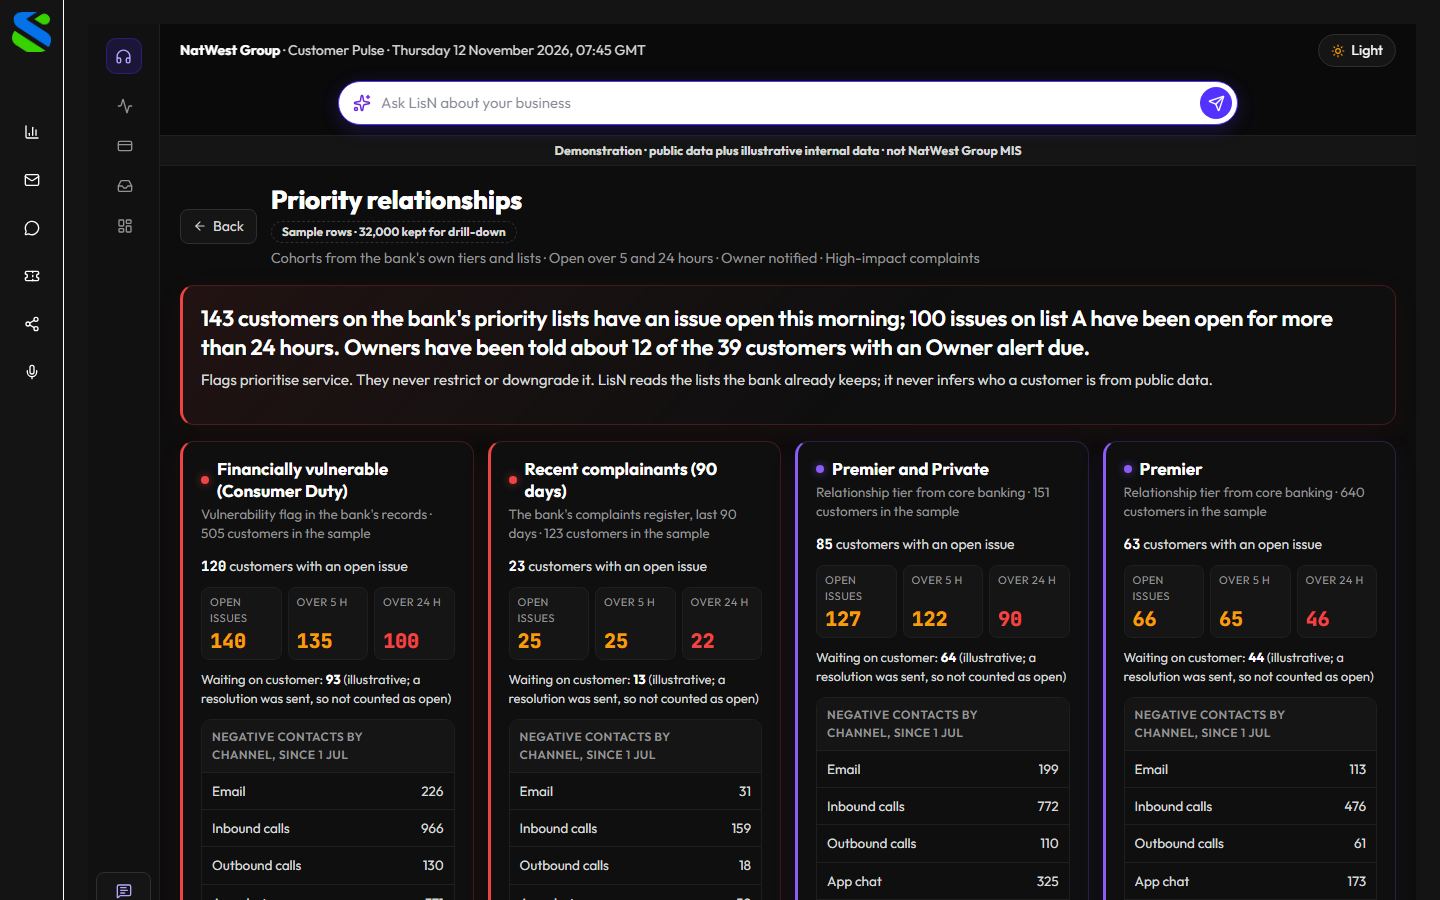 NatWest Group · Customer Pulse · Thursday 12 November 2026, 07:45 GMT
Light
Ask LisN about your business
Demonstration · public data plus illustrative internal data · not NatWest Group MIS
Back
Priority relationships
Sample rows · 32,000 kept for drill-down
Cohorts from the bank's own tiers and lists · Open over 5 and 24 hours · Owner notified · High-impact complaints
143 customers on the bank's priority lists have an issue open this morning; 100 issues on list A have been open for more
than 24 hours. Owners have been told about 12 of the 39 customers with an Owner alert due.
Flags prioritise service. They never restrict or downgrade it. LisN reads the lists the bank already keeps; it never infers who a customer is from public data.
Financially vulnerable
(Consumer Duty)
Vulnerability flag in the bank's records ·
505 customers in the sample
120 customers with an open issue
OPEN
ISSUES
140
OVER 5 H
135
OVER 24 H
100
Waiting on customer: 93 (illustrative; a
resolution was sent, so not counted as open)
NEGATIVE CONTACTS BY
CHANNEL, SINCE 1 JUL
Email 226
Inbound calls 966
Outbound calls 130
Recent complainants (90
days)
The bank's complaints register, last 90
days · 123 customers in the sample
23 customers with an open issue
OPEN
ISSUES
25
OVER 5 H
25
OVER 24 H
22
Waiting on customer: 13 (illustrative; a
resolution was sent, so not counted as open)
NEGATIVE CONTACTS BY
CHANNEL, SINCE 1 JUL
Email 31
Inbound calls 159
Outbound calls 18
Premier and Private
Relationship tier from core banking · 151
customers in the sample
85 customers with an open issue
OPEN
ISSUES
127
OVER 5 H
122
OVER 24 H
90
Waiting on customer: 64 (illustrative; a
resolution was sent, so not counted as open)
NEGATIVE CONTACTS BY
CHANNEL, SINCE 1 JUL
Email 199
Inbound calls 772
Outbound calls 110
App chat 325
Premier
Relationship tier from core banking · 640
customers in the sample
63 customers with an open issue
OPEN
ISSUES
66
OVER 5 H
65
OVER 24 H
46
Waiting on customer: 44 (illustrative; a
resolution was sent, so not counted as open)
NEGATIVE CONTACTS BY
CHANNEL, SINCE 1 JUL
Email 113
Inbound calls 476
Outbound calls 61
App chat 173